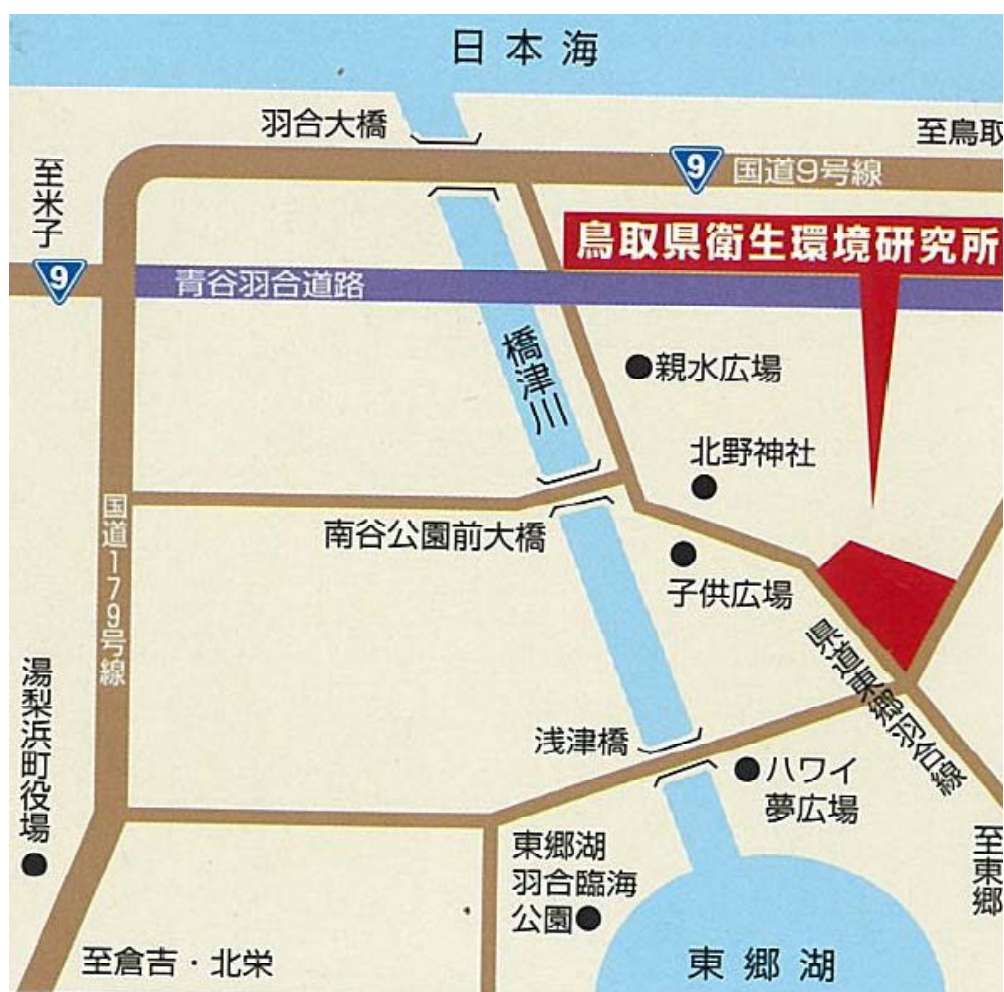 日本海
羽合大橋
至鳥取
至米子
9
国道9号線
鳥取県衛生環境研究所
9
青谷羽合道路
橋津川
親水広場
北野神社
国道179号線
南谷公園前大橋
子供広場
県道東郷羽合線
湯梨浜町役場
浅津橋
ハワイ
夢広場
東郷湖
羽合臨海
公園
至東郷
至倉吉・北栄
東郷湖